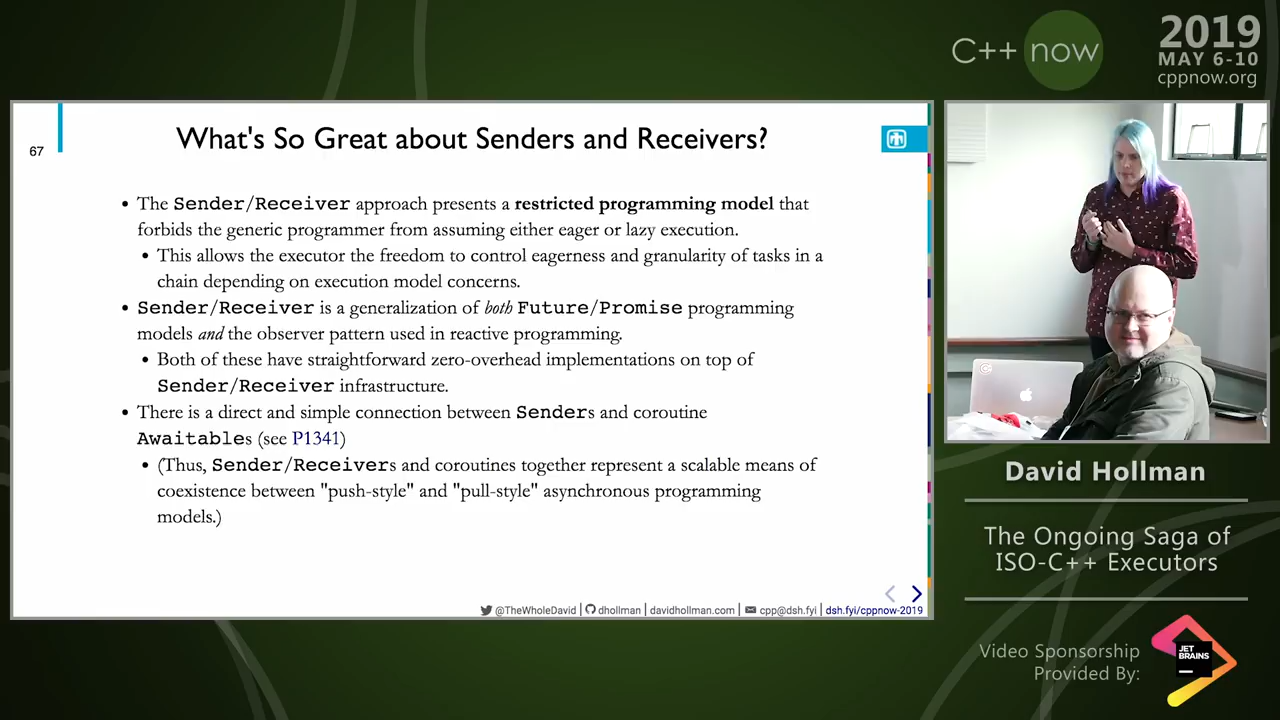 C++ now
2019
MAY 6-10
cppnow.org
67
What's So Great about Senders and Receivers?
• The Sender/Receiver approach presents a restricted programming model that
forbids the generic programmer from assuming either eager or lazy execution.
• This allows the executor the freedom to control eagerness and granularity of tasks in a
chain depending on execution model concerns.
• Sender/Receiver is a generalization of both Future/Promise programming
models and the observer pattern used in reactive programming.
• Both of these have straightforward zero-overhead implementations on top of
Sender/Receiver infrastructure.
• There is a direct and simple connection between Senders and coroutine
Awaitables (see P1341)
• (Thus, Sender/Receivers and coroutines together represent a scalable means of
coexistence between "push-style" and "pull-style" asynchronous programming
models.)
@TheWholeDavid | dhollman | davidhollman.com | cpp@dsh.fyi | dsh.fyi/cppnow-2019
David Hollman
The Ongoing Saga of
ISO-C++ Executors
Video Sponsorship
Provided By:
JET
BRAINS